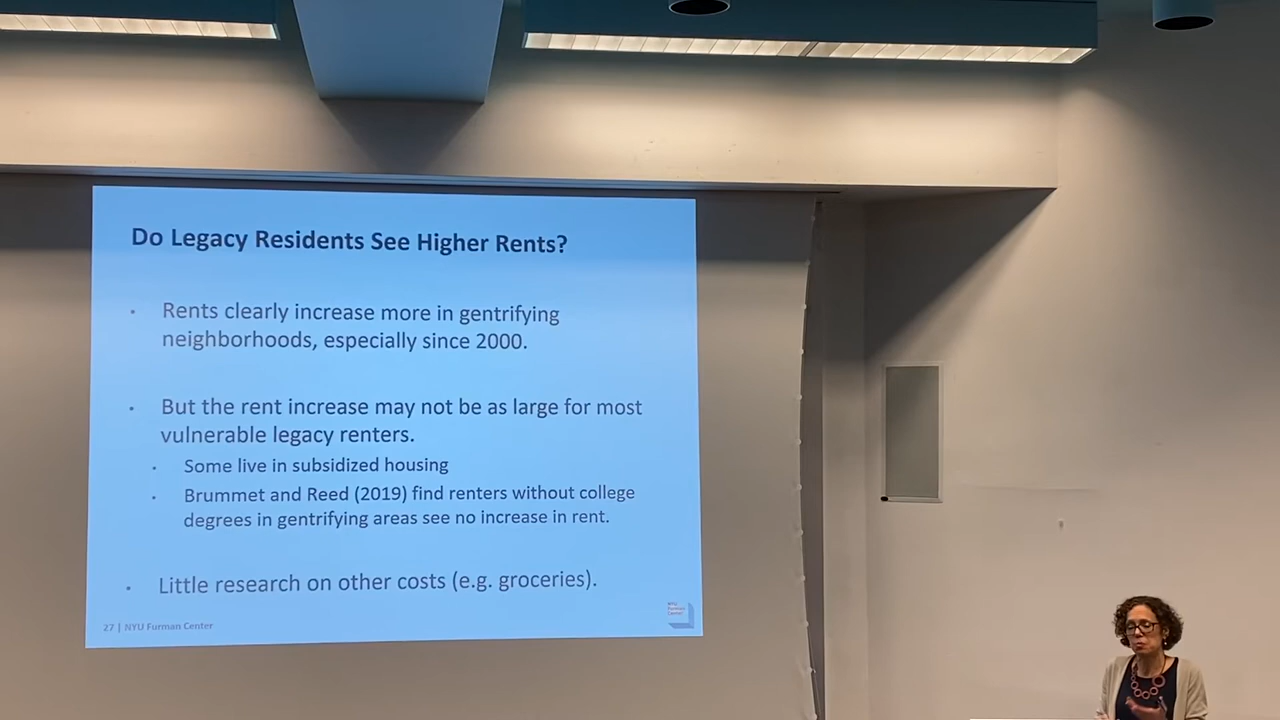 Do Legacy Residents See Higher Rents?
• Rents clearly increase more in gentrifying
neighborhoods, especially since 2000.
• But the rent increase may not be as large for most
vulnerable legacy renters.
• Some live in subsidized housing
• Brummet and Reed (2019) find renters without college
degrees in gentrifying areas see no increase in rent.
• Little research on other costs (e.g. groceries).
27 | NYU Furman Center
NYU
Furman
Center